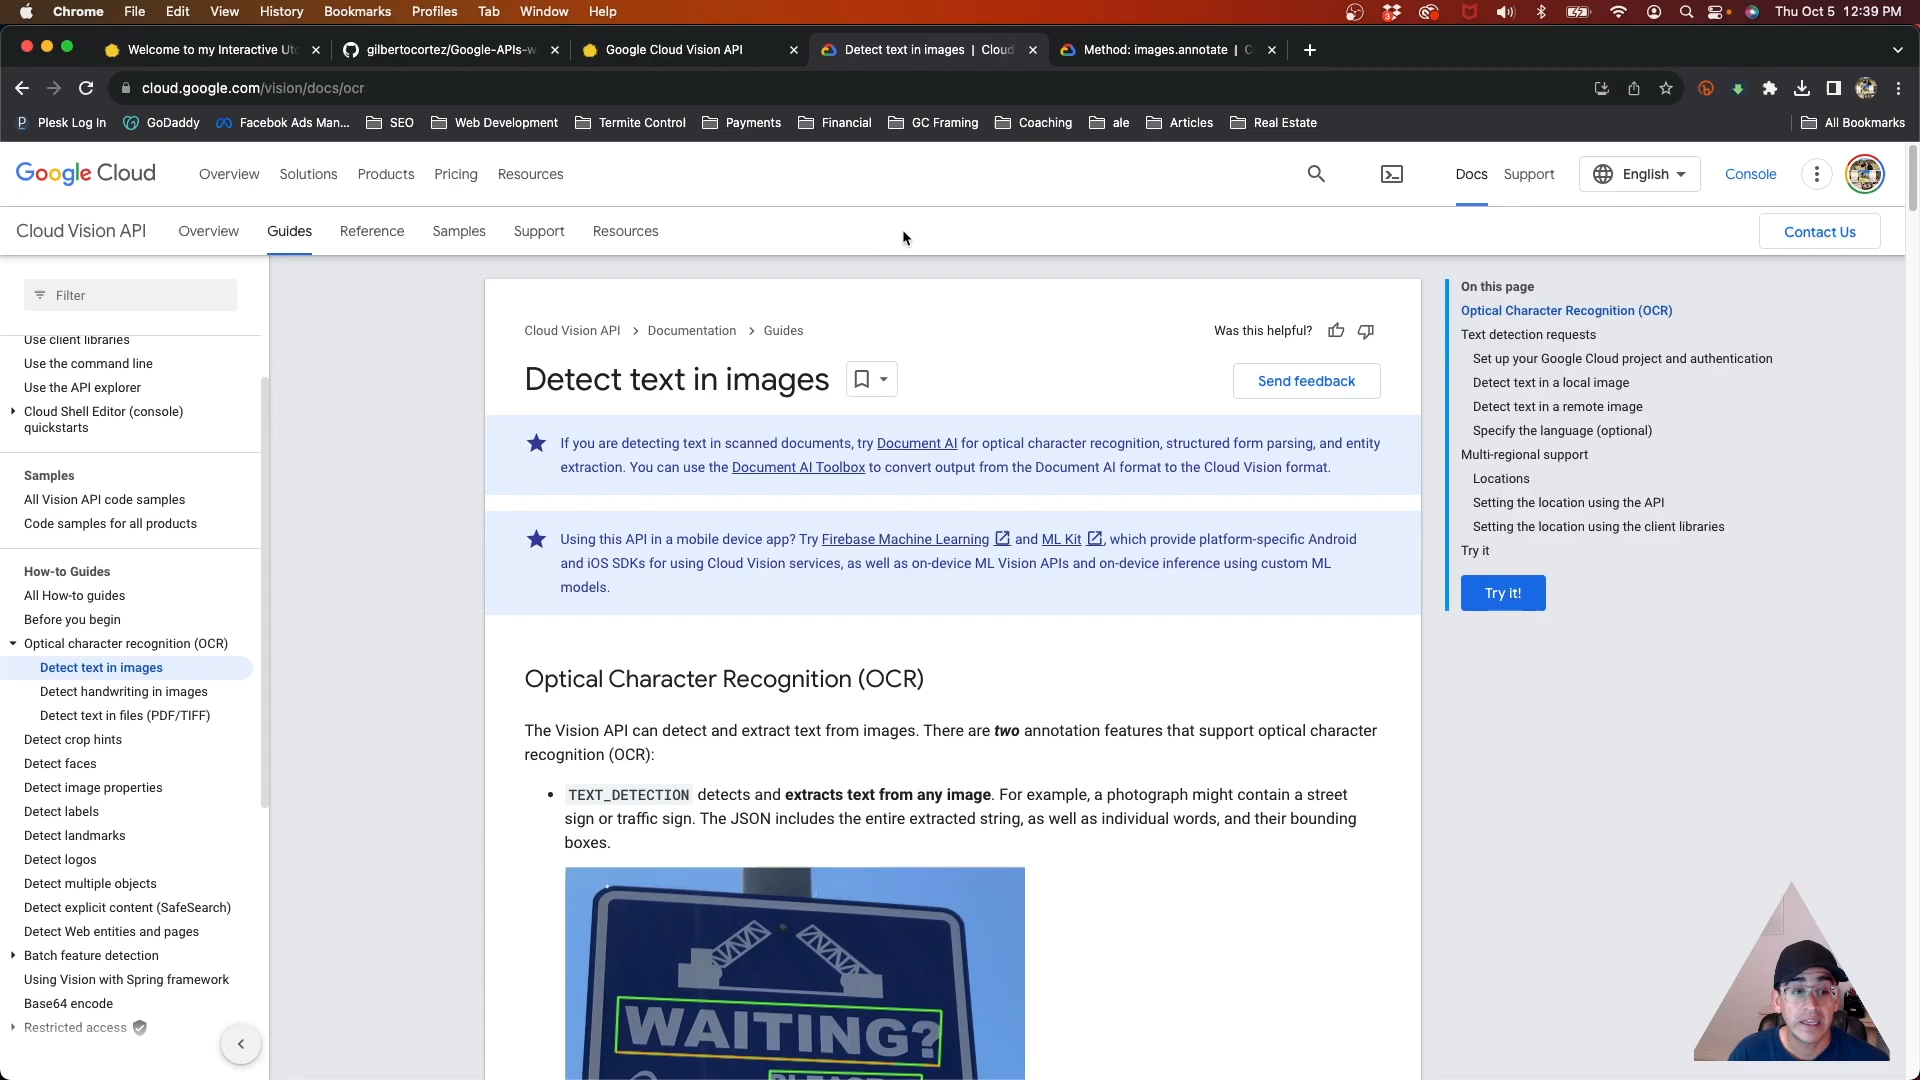 Chrome File Edit View History Bookmarks Profiles Tab Window Help
Thu Oct 5 12:39 PM
Welcome to my Interactive Ut
gilbertocortez/Google-APIs-w
Google Cloud Vision API
Detect text in images | Cloud
Method: images.annotate | C
cloud.google.com/vision/docs/ocr
Plesk Log In GoDaddy Facebok Ads Man... SEO Web Development Termite Control Payments Financial GC Framing Coaching ale Articles Real Estate All Bookmarks
Google Cloud Overview Solutions Products Pricing Resources Docs Support English Console
Cloud Vision API Overview Guides Reference Samples Support Resources Contact Us
Filter
Use client libraries
Use the command line
Use the API explorer
Cloud Shell Editor (console)
quickstarts
Samples
All Vision API code samples
Code samples for all products
How-to Guides
All How-to guides
Before you begin
Optical character recognition (OCR)
Detect text in images
Detect handwriting in images
Detect text in files (PDF/TIFF)
Detect crop hints
Detect faces
Detect image properties
Detect labels
Detect landmarks
Detect logos
Detect multiple objects
Detect explicit content (SafeSearch)
Detect Web entities and pages
Batch feature detection
Using Vision with Spring framework
Base64 encode
Restricted access
Cloud Vision API > Documentation > Guides
Was this helpful?
Detect text in images
Send feedback
If you are detecting text in scanned documents, try Document AI for optical character recognition, structured form parsing, and entity
extraction. You can use the Document AI Toolbox to convert output from the Document AI format to the Cloud Vision format.
Using this API in a mobile device app? Try Firebase Machine Learning and ML Kit, which provide platform-specific Android
and iOS SDKs for using Cloud Vision services, as well as on-device ML Vision APIs and on-device inference using custom ML
models.
Optical Character Recognition (OCR)
The Vision API can detect and extract text from images. There are two annotation features that support optical character
recognition (OCR):
• TEXT_DETECTION detects and extracts text from any image. For example, a photograph might contain a street
sign or traffic sign. The JSON includes the entire extracted string, as well as individual words, and their bounding
boxes.
WAITING?
PLEASE
On this page
Optical Character Recognition (OCR)
Text detection requests
Set up your Google Cloud project and authentication
Detect text in a local image
Detect text in a remote image
Specify the language (optional)
Multi-regional support
Locations
Setting the location using the API
Setting the location using the client libraries
Try it
Try it!